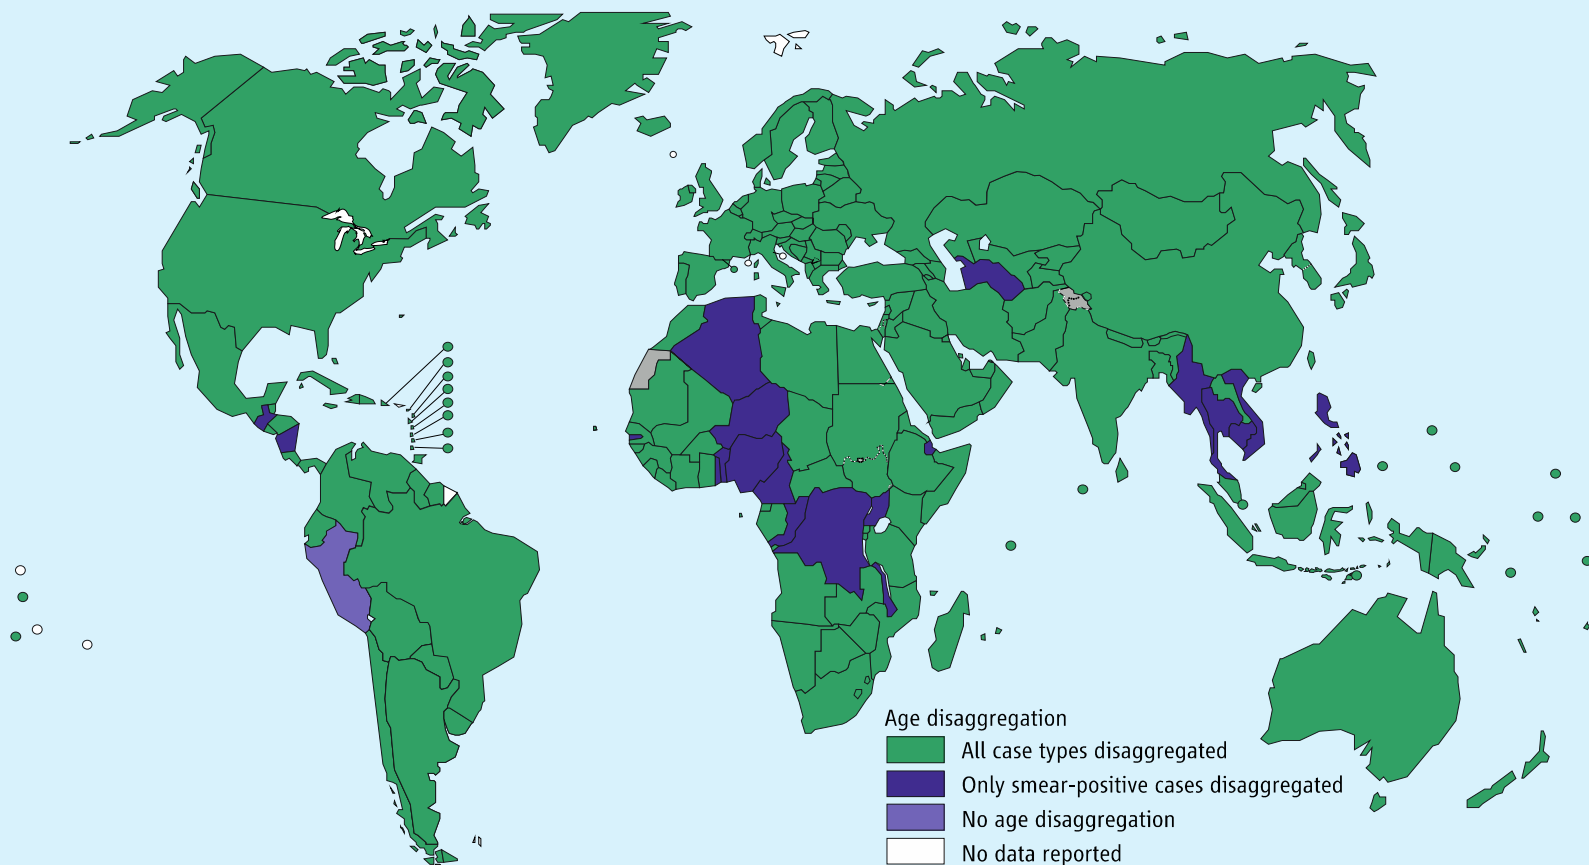 Age disaggregation
All case types disaggregated
Only smear-positive cases disaggregated
No age disaggregation
No data reported